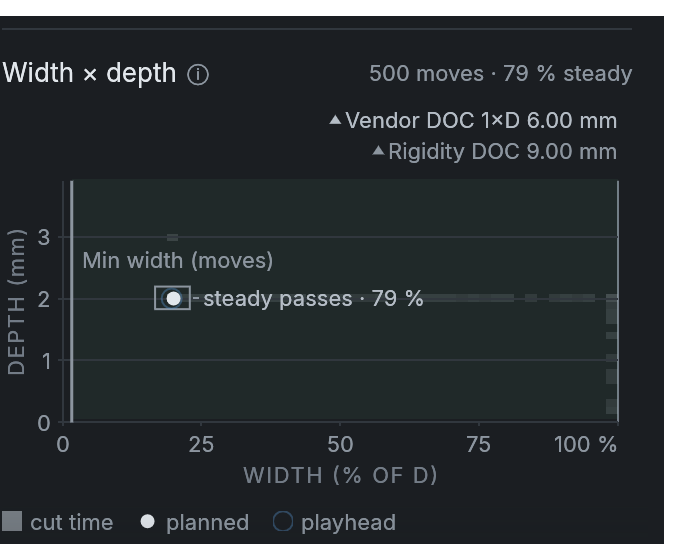 Width × depth ⓘ 500 moves · 79 % steady
▲Vendor DOC 1×D 6.00 mm
▲Rigidity DOC 9.00 mm
DEPTH (mm)
3
Min width (moves)
2 steady passes · 79 %
1
0
0 25 50 75 100 %
WIDTH (% OF D)
cut time planned playhead